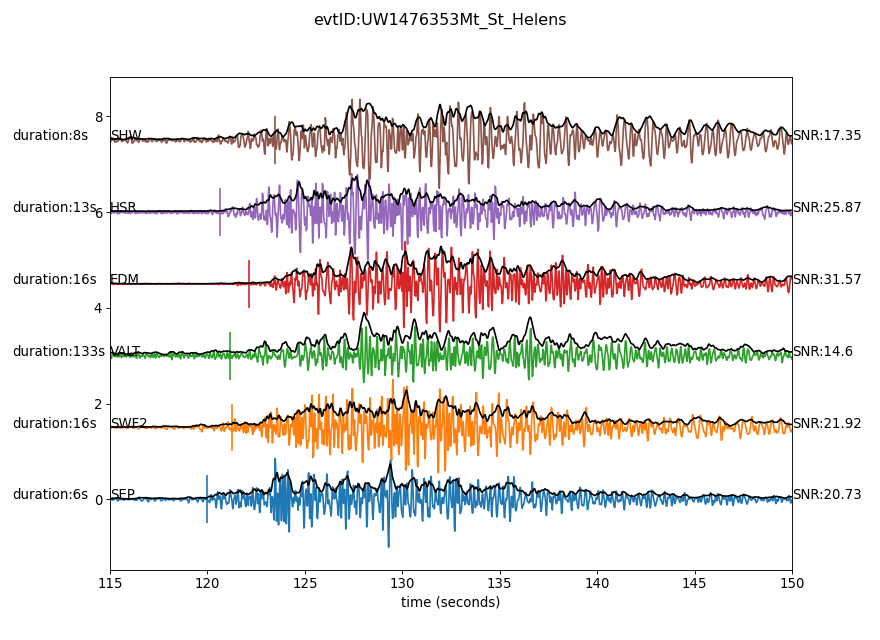 evtID:UW1476353Mt_St_Helens
8
duration:8s SHW SNR:17.35
duration:13s HSR SNR:25.87
6
duration:16s EDM SNR:31.57
4
duration:133s VALT SNR:14.6
2
duration:16s SWF2 SNR:21.92
duration:6s SEP SNR:20.73
0
115 120 125 130 135 140 145 150
time (seconds)